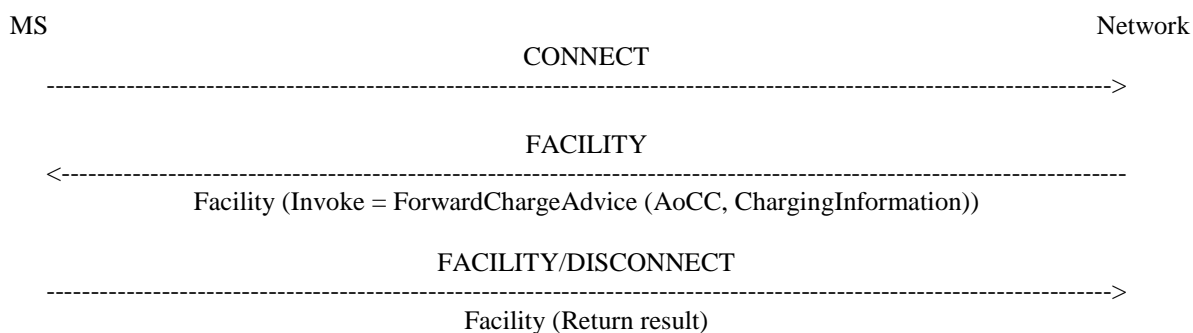 MS Network
CONNECT
------------------------------------------------------------------------------------------------------------------------>
FACILITY
<------------------------------------------------------------------------------------------------------------------------
Facility (Invoke = ForwardChargeAdvice (AoCC, ChargingInformation))
FACILITY/DISCONNECT
------------------------------------------------------------------------------------------------------------------------>
Facility (Return result)